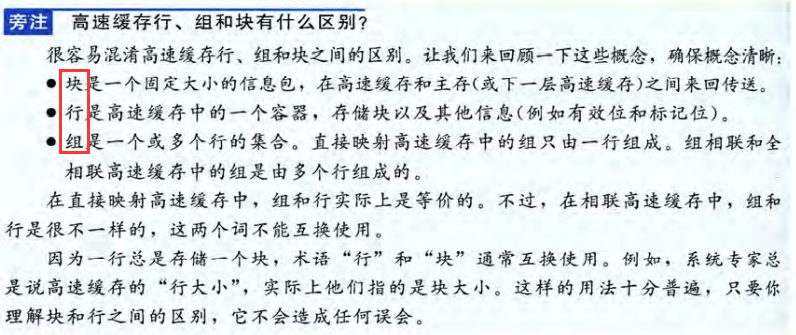 旁注 高速缓存行、组和块有什么区别？
很容易混淆高速缓存行、组和块之间的区别。让我们来回顾一下这些概念，确保概念清晰：
●块是一个固定大小的信息包，在高速缓存和主存(或下一层高速缓存)之间来回传送。
●行是高速缓存中的一个容器，存储块以及其他信息(例如有效位和标记位)。
●组是一个或多个行的集合。直接映射高速缓存中的组只由一行组成。组相联和全
相联高速缓存中的组是由多个行组成的。
在直接映射高速缓存中，组和行实际上是等价的。不过，在相联高速缓存中，组和
行是很不一样的，这两个词不能互换使用。
因为一行总是存储一个块，术语“行”和“块”通常互换使用。例如，系统专家总
是说高速缓存的“行大小”，实际上他们指的是块大小。这样的用法十分普遍，只要你
理解块和行之间的区别，它不会造成任何误会。